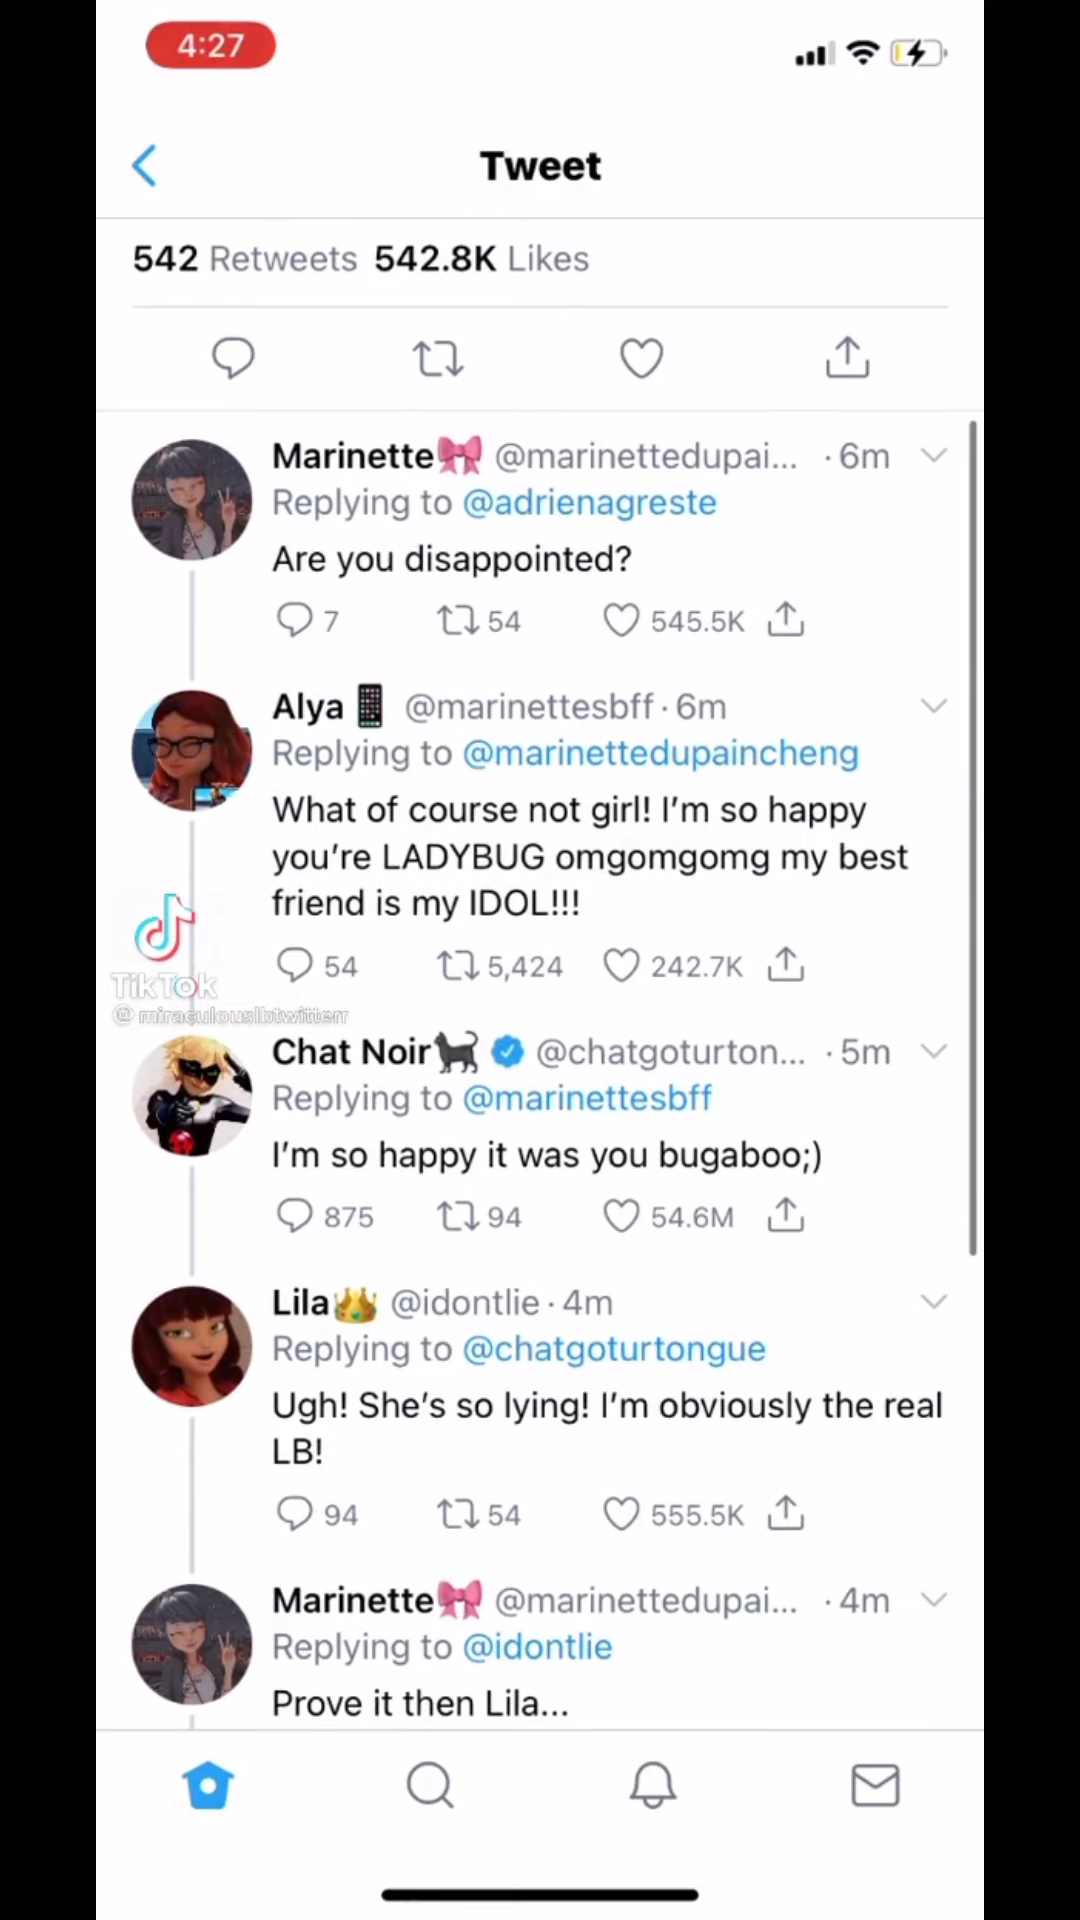 4:27
Tweet
542 Retweets 542.8K Likes
Marinette🎀 @marinettedupai... · 6m
Replying to @adrienagreste
Are you disappointed?
7 54 545.5K
Alya📱 @marinettesbff · 6m
Replying to @marinettedupaincheng
What of course not girl! I'm so happy
you're LADYBUG omgomgomg my best
friend is my IDOL!!!
54 5,424 242.7K
TikTok
@miraculouslbtwitterr
Chat Noir🐈‍⬛ @chatgoturton... · 5m
Replying to @marinettesbff
I'm so happy it was you bugaboo;)
875 94 54.6M
Lila👑 @idontlie · 4m
Replying to @chatgoturtongue
Ugh! She's so lying! I'm obviously the real
LB!
94 54 555.5K
Marinette🎀 @marinettedupai... · 4m
Replying to @idontlie
Prove it then Lila...